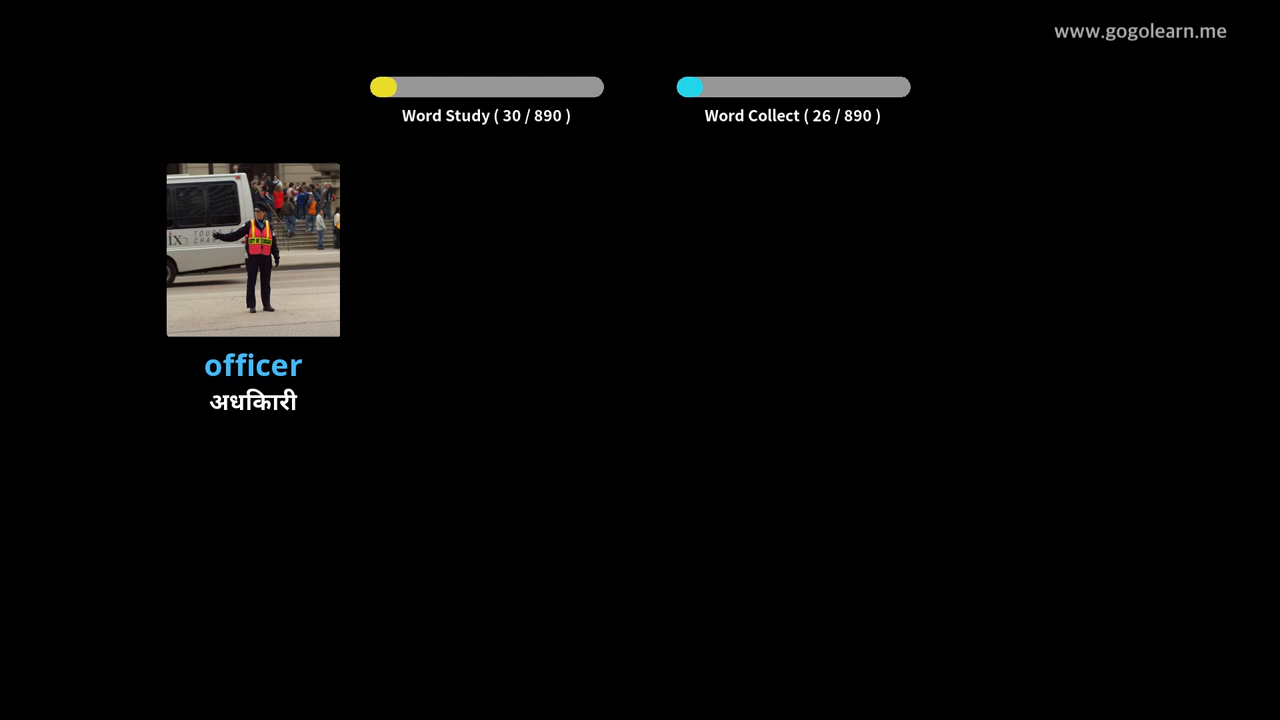 www.gogolearn.me
Word Study ( 30 / 890 )
Word Collect ( 26 / 890 )
officer
अधिकारी